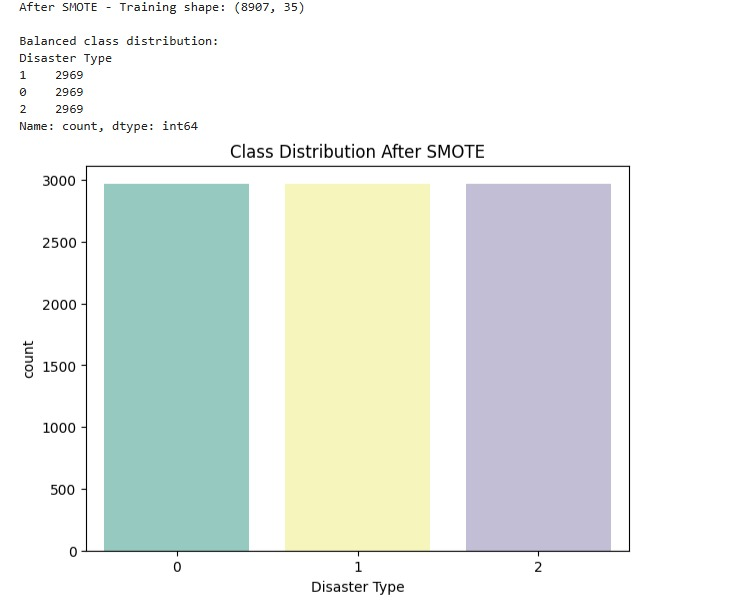 After SMOTE - Training shape: (8907, 35)
Balanced class distribution:
Disaster Type
1    2969
0    2969
2    2969
Name: count, dtype: int64
Class Distribution After SMOTE
3000
2500
2000
1500
1000
500
0
count
0 1 2
Disaster Type